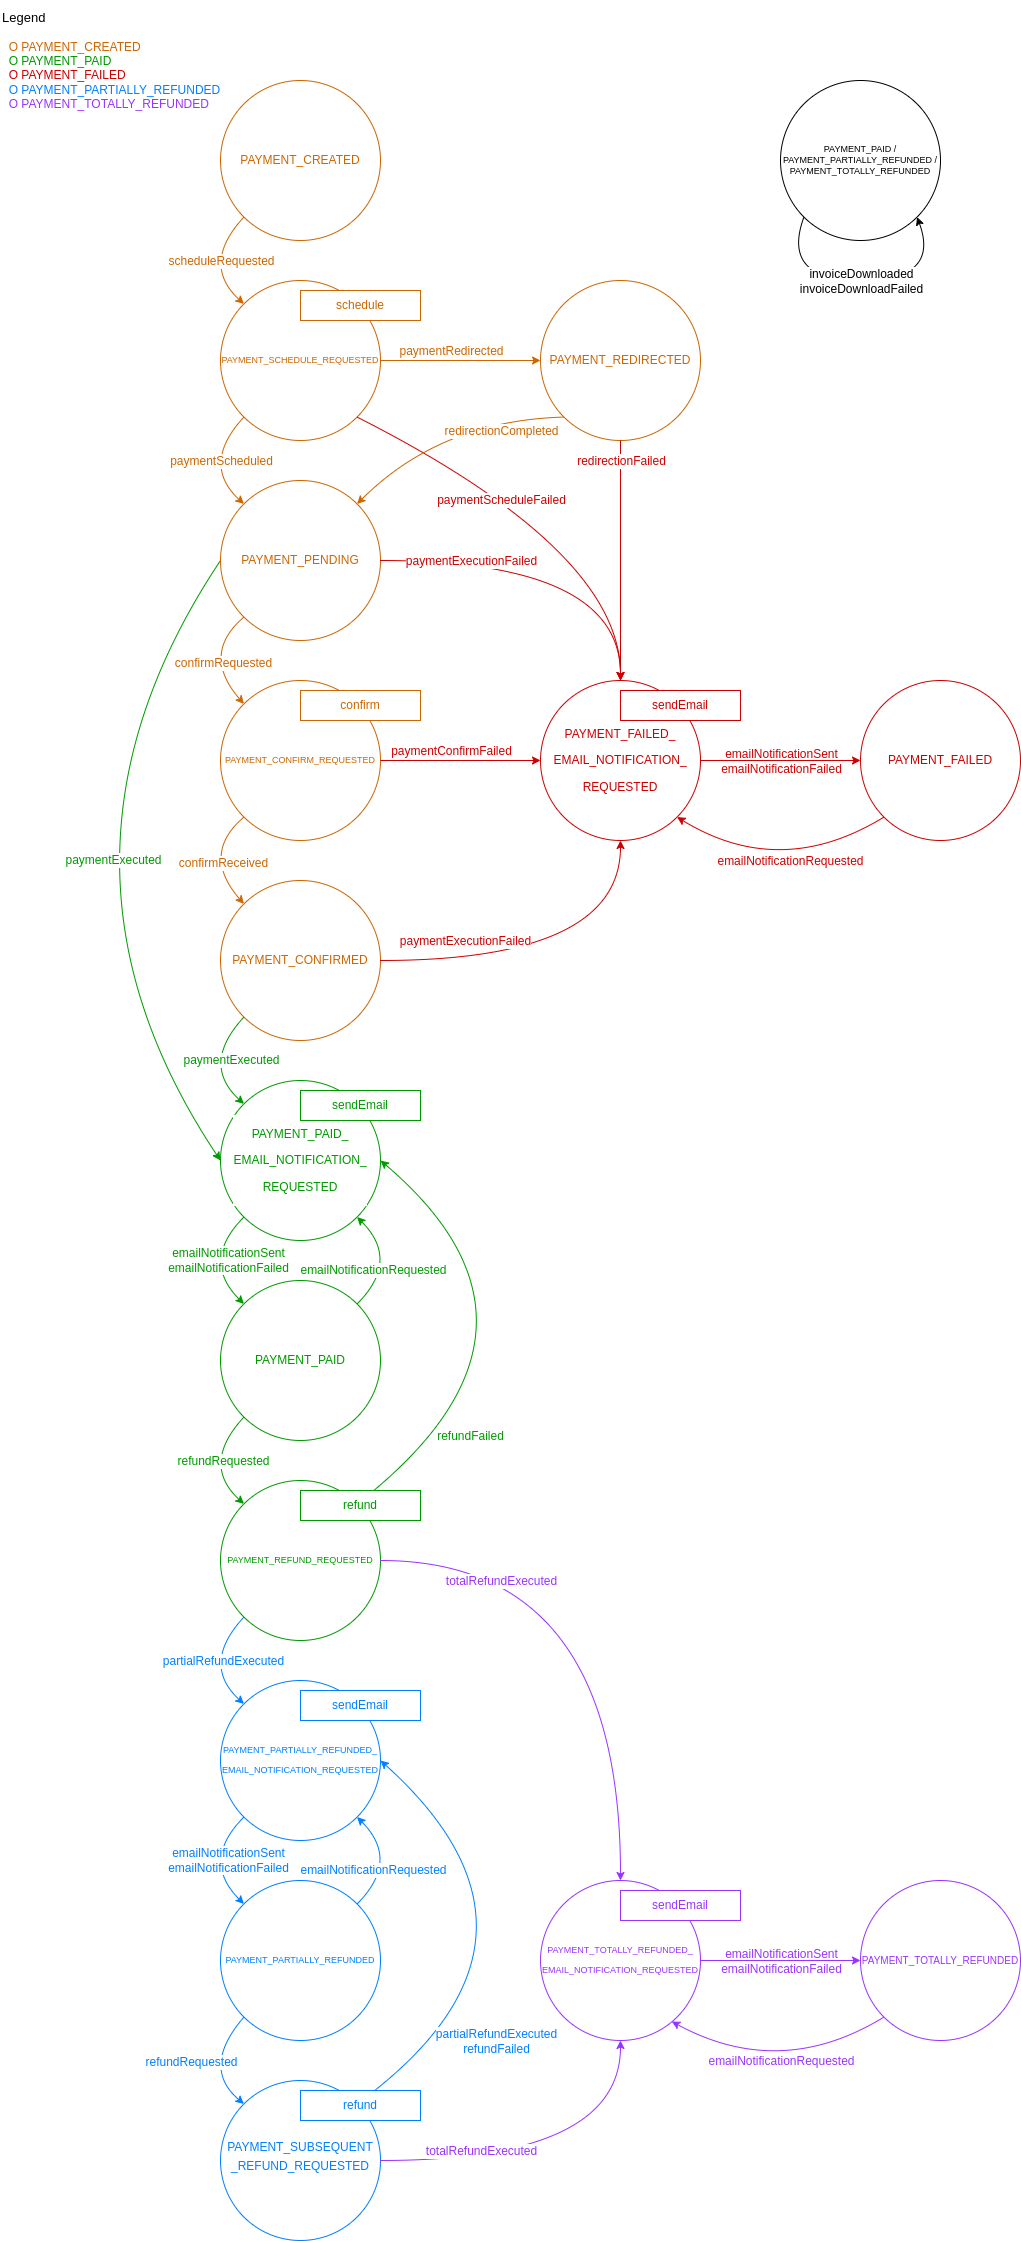 Legend
O PAYMENT_CREATED
O PAYMENT_PAID
O PAYMENT_FAILED
O PAYMENT_PARTIALLY_REFUNDED
O PAYMENT_TOTALLY_REFUNDED
PAYMENT_CREATED
PAYMENT_PAID /
PAYMENT_PARTIALLY_REFUNDED /
PAYMENT_TOTALLY_REFUNDED
scheduleRequested
invoiceDownloaded
invoiceDownloadFailed
schedule
PAYMENT_SCHEDULE_REQUESTED
paymentRedirected
PAYMENT_REDIRECTED
redirectionCompleted
paymentScheduled
redirectionFailed
paymentScheduleFailed
PAYMENT_PENDING
paymentExecutionFailed
confirmRequested
confirm
PAYMENT_CONFIRM_REQUESTED
paymentConfirmFailed
sendEmail
PAYMENT_FAILED_
EMAIL_NOTIFICATION_
REQUESTED
emailNotificationSent
emailNotificationFailed
PAYMENT_FAILED
emailNotificationRequested
paymentExecuted
confirmReceived
PAYMENT_CONFIRMED
paymentExecutionFailed
paymentExecuted
sendEmail
PAYMENT_PAID_
EMAIL_NOTIFICATION_
REQUESTED
emailNotificationSent
emailNotificationFailed
emailNotificationRequested
PAYMENT_PAID
refundFailed
refundRequested
refund
PAYMENT_REFUND_REQUESTED
totalRefundExecuted
partialRefundExecuted
sendEmail
PAYMENT_PARTIALLY_REFUNDED_
EMAIL_NOTIFICATION_REQUESTED
emailNotificationSent
emailNotificationFailed
emailNotificationRequested
PAYMENT_PARTIALLY_REFUNDED
sendEmail
PAYMENT_TOTALLY_REFUNDED_
EMAIL_NOTIFICATION_REQUESTED
emailNotificationSent
emailNotificationFailed
PAYMENT_TOTALLY_REFUNDED
partialRefundExecuted
refundFailed
emailNotificationRequested
refundRequested
refund
PAYMENT_SUBSEQUENT
_REFUND_REQUESTED
totalRefundExecuted